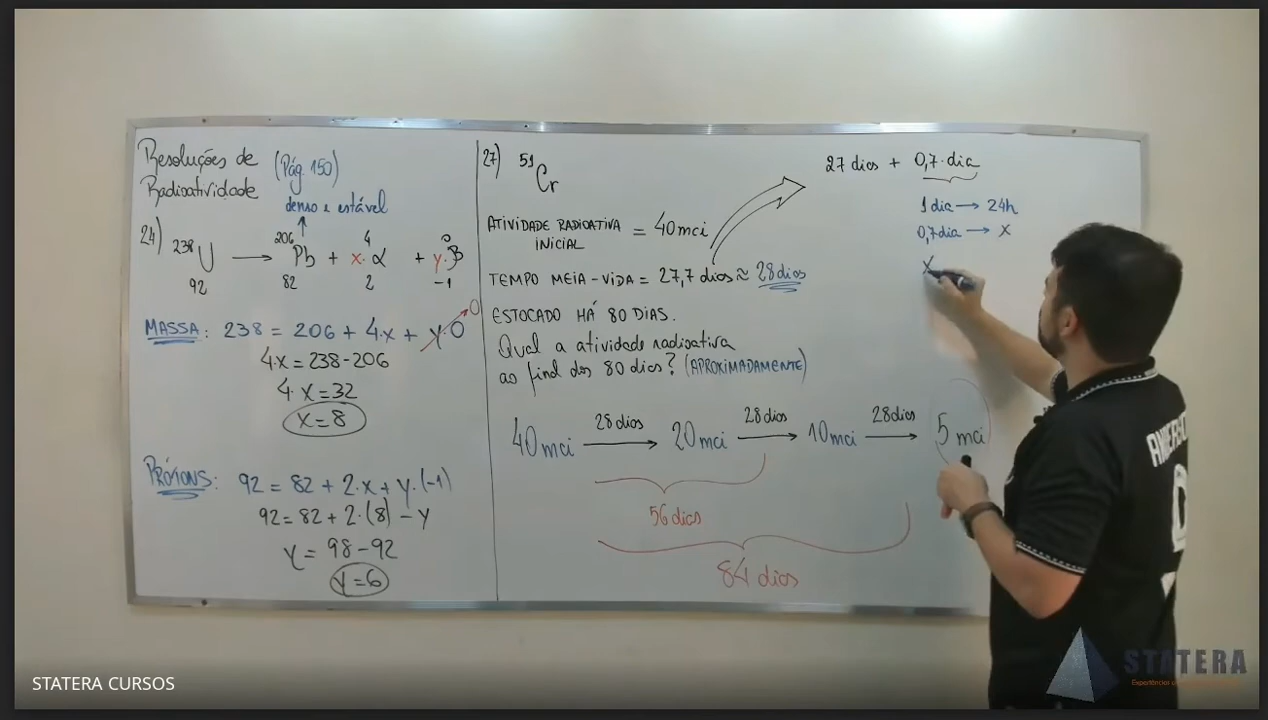 Resoluções de
Radioatividade
(Pág. 150)
denso e estável
24) 238 U 92 → 206 Pb 82 + x. 4 α 2 + y. 0 β -1
MASSA: 238 = 206 + 4.x + y.0 0
4x = 238-206
4.x = 32
x = 8
PRÓTONS: 92 = 82 + 2.x + y.(-1)
92 = 82 + 2.(8) - y
y = 98 - 92
y = 6
27) 51 Cr
ATIVIDADE RADIOATIVA INICIAL = 40 mci
TEMPO MEIA-VIDA = 27,7 dias ≈ 28 dias
ESTOCADO HÁ 80 DIAS.
Qual a atividade radioativa
ao final dos 80 dias? (APROXIMADAMENTE)
40 mci 28 dias → 20 mci 28 dias → 10 mci 28 dias → 5 mci
56 dias
84 dias
27 dias + 0,7 dia
1 dia → 24h
0,7 dia → x
x
STATERA CURSOS
STATERA